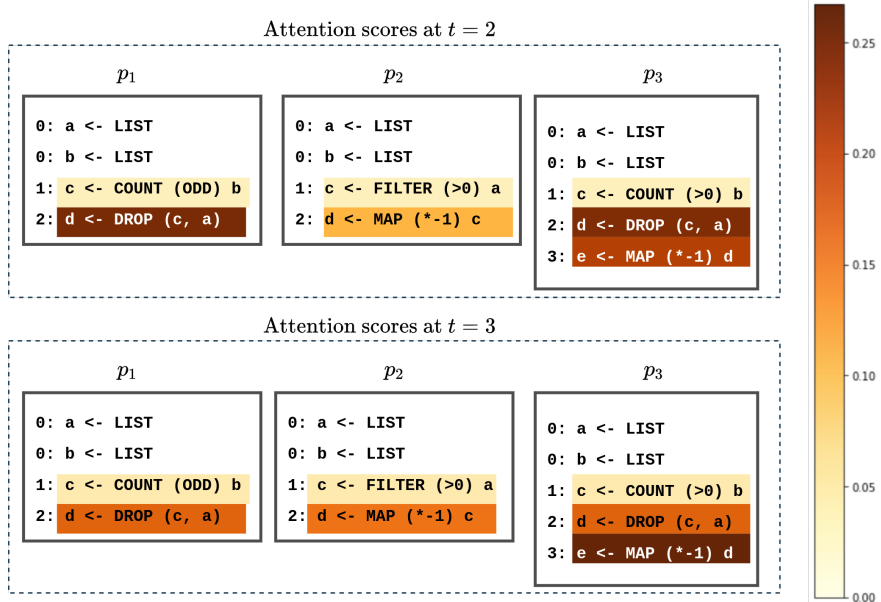 Attention scores at t = 2
p1
0: a <- LIST
0: b <- LIST
1: c <- COUNT (ODD) b
2: d <- DROP (c, a)
p2
0: a <- LIST
0: b <- LIST
1: c <- FILTER (>0) a
2: d <- MAP (*-1) c
p3
0: a <- LIST
0: b <- LIST
1: c <- COUNT (>0) b
2: d <- DROP (c, a)
3: e <- MAP (*-1) d
Attention scores at t = 3
p1
0: a <- LIST
0: b <- LIST
1: c <- COUNT (ODD) b
2: d <- DROP (c, a)
p2
0: a <- LIST
0: b <- LIST
1: c <- FILTER (>0) a
2: d <- MAP (*-1) c
p3
0: a <- LIST
0: b <- LIST
1: c <- COUNT (>0) b
2: d <- DROP (c, a)
3: e <- MAP (*-1) d
0.25
0.20
0.15
0.10
0.05
0.00